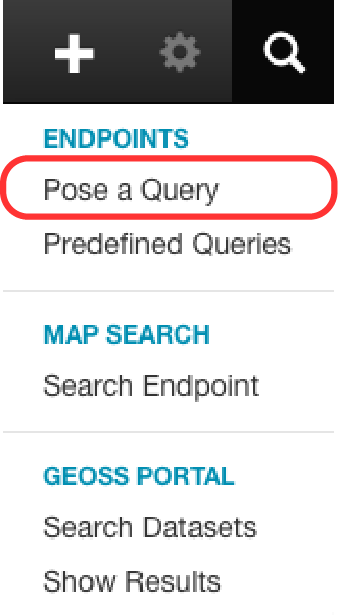 ENDPOINTS
Pose a Query
Predefined Queries
MAP SEARCH
Search Endpoint
GEOSS PORTAL
Search Datasets
Show Results